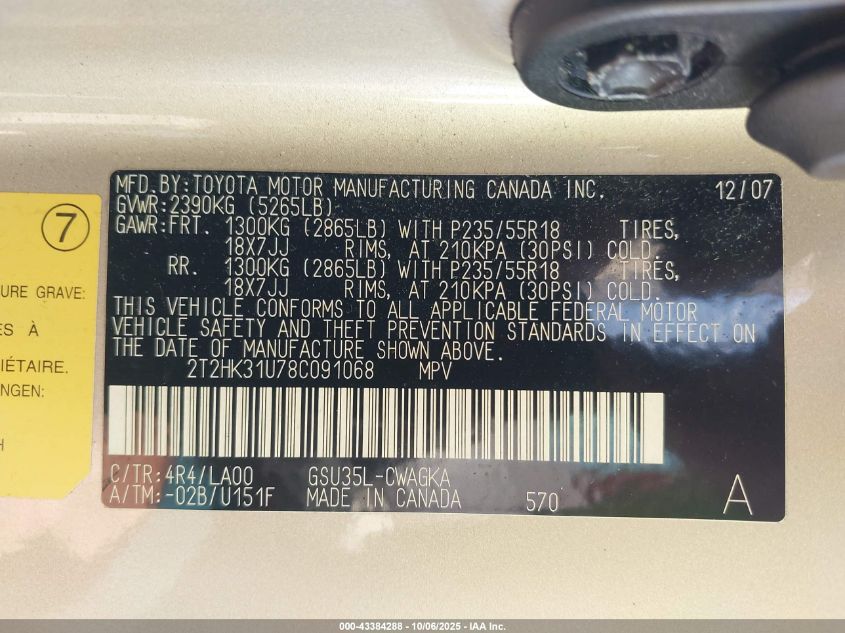 MFD.BY:TOYOTA MOTOR MANUFACTURING CANADA INC. 12/07
GVWR:2390KG (5265LB)
GAWR:FRT. 1300KG (2865LB) WITH P235/55R18 TIRES,
18X7JJ RIMS, AT 210KPA (30PSI) COLD.
RR. 1300KG (2865LB) WITH P235/55R18 TIRES,
18X7JJ RIMS, AT 210KPA (30PSI) COLD.
THIS VEHICLE CONFORMS TO ALL APPLICABLE FEDERAL MOTOR
VEHICLE SAFETY AND THEFT PREVENTION STANDARDS IN EFFECT ON
THE DATE OF MANUFACTURE SHOWN ABOVE.
2T2HK31U78C091068 MPV
C/TR:4R4/LA00 GSU35L-CWAGKA
A/TM:-02B/U151F MADE IN CANADA 570 A
7
URE GRAVE:
ES À
IÉTAIRE.
NGEN:
H
000-43384288 - 10/06/2025 - IAA Inc.